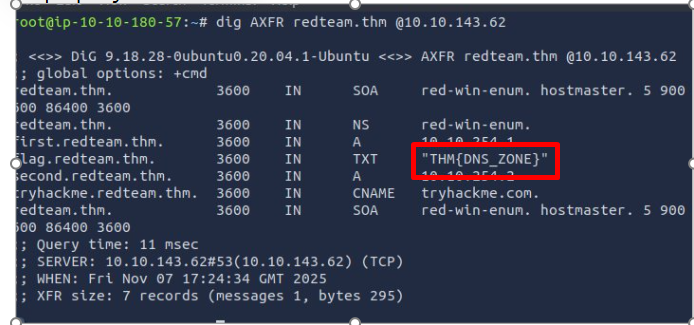 root@ip-10-10-180-57:~# dig AXFR redteam.thm @10.10.143.62
<<>> DiG 9.18.28-0ubuntu0.20.04.1-Ubuntu <<>> AXFR redteam.thm @10.10.143.62
;; global options: +cmd
redteam.thm. 3600 IN SOA red-win-enum. hostmaster. 5 900
600 86400 3600
redteam.thm. 3600 IN NS red-win-enum.
first.redteam.thm. 3600 IN A 10.10.254.1
flag.redteam.thm. 3600 IN TXT "THM{DNS_ZONE}"
second.redteam.thm. 3600 IN A 10.10.254.2
tryhackme.redteam.thm. 3600 IN CNAME tryhackme.com.
redteam.thm. 3600 IN SOA red-win-enum. hostmaster. 5 900
600 86400 3600
;; Query time: 11 msec
;; SERVER: 10.10.143.62#53(10.10.143.62) (TCP)
;; WHEN: Fri Nov 07 17:24:34 GMT 2025
;; XFR size: 7 records (messages 1, bytes 295)